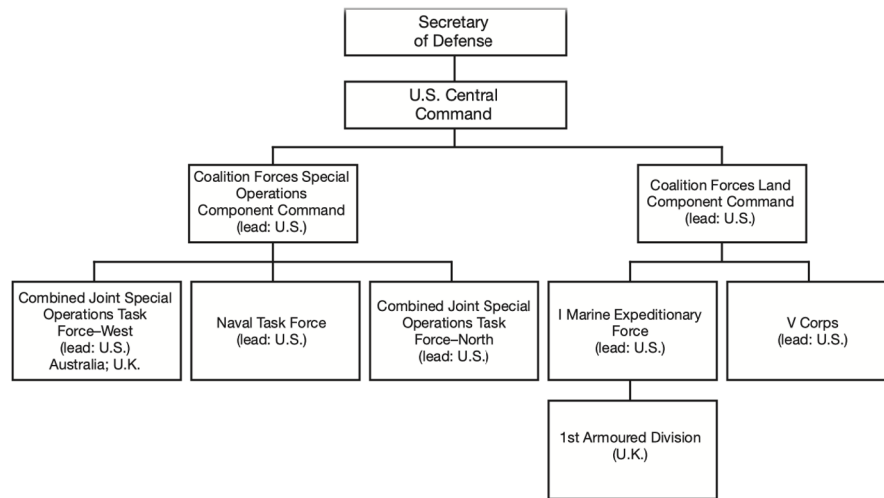 Secretary
of Defense
U.S. Central
Command
Coalition Forces Special
Operations
Component Command
(lead: U.S.)
Coalition Forces Land
Component Command
(lead: U.S.)
Combined Joint Special
Operations Task
Force–West
(lead: U.S.)
Australia; U.K.
Naval Task Force
(lead: U.S.)
Combined Joint Special
Operations Task
Force–North
(lead: U.S.)
I Marine Expeditionary
Force
(lead: U.S.)
V Corps
(lead: U.S.)
1st Armoured Division
(U.K.)